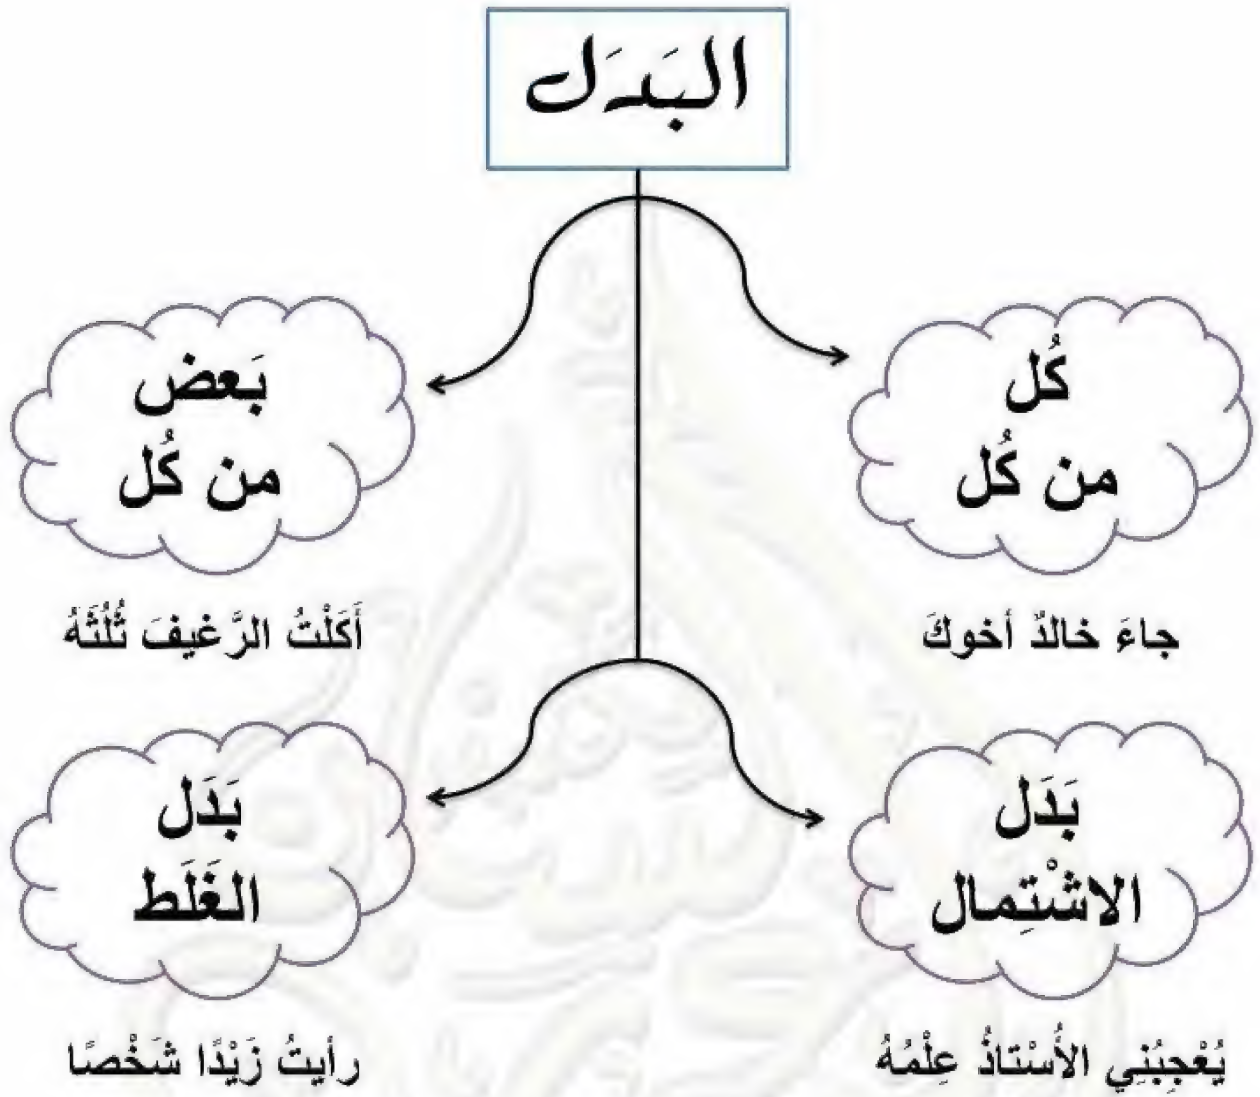 البَدَل
كُل
من كُل
جاءَ خالدٌ أخوكَ
بَعض
من كُل
أَكَلْتُ الرَّغيفَ ثُلُثَهُ
بَدَل
الاشْتِمال
يُعْجِبُنِي الأُسْتاذُ عِلْمُهُ
بَدَل
الغَلَط
رأيتُ زَيْدًا شَخْصًا